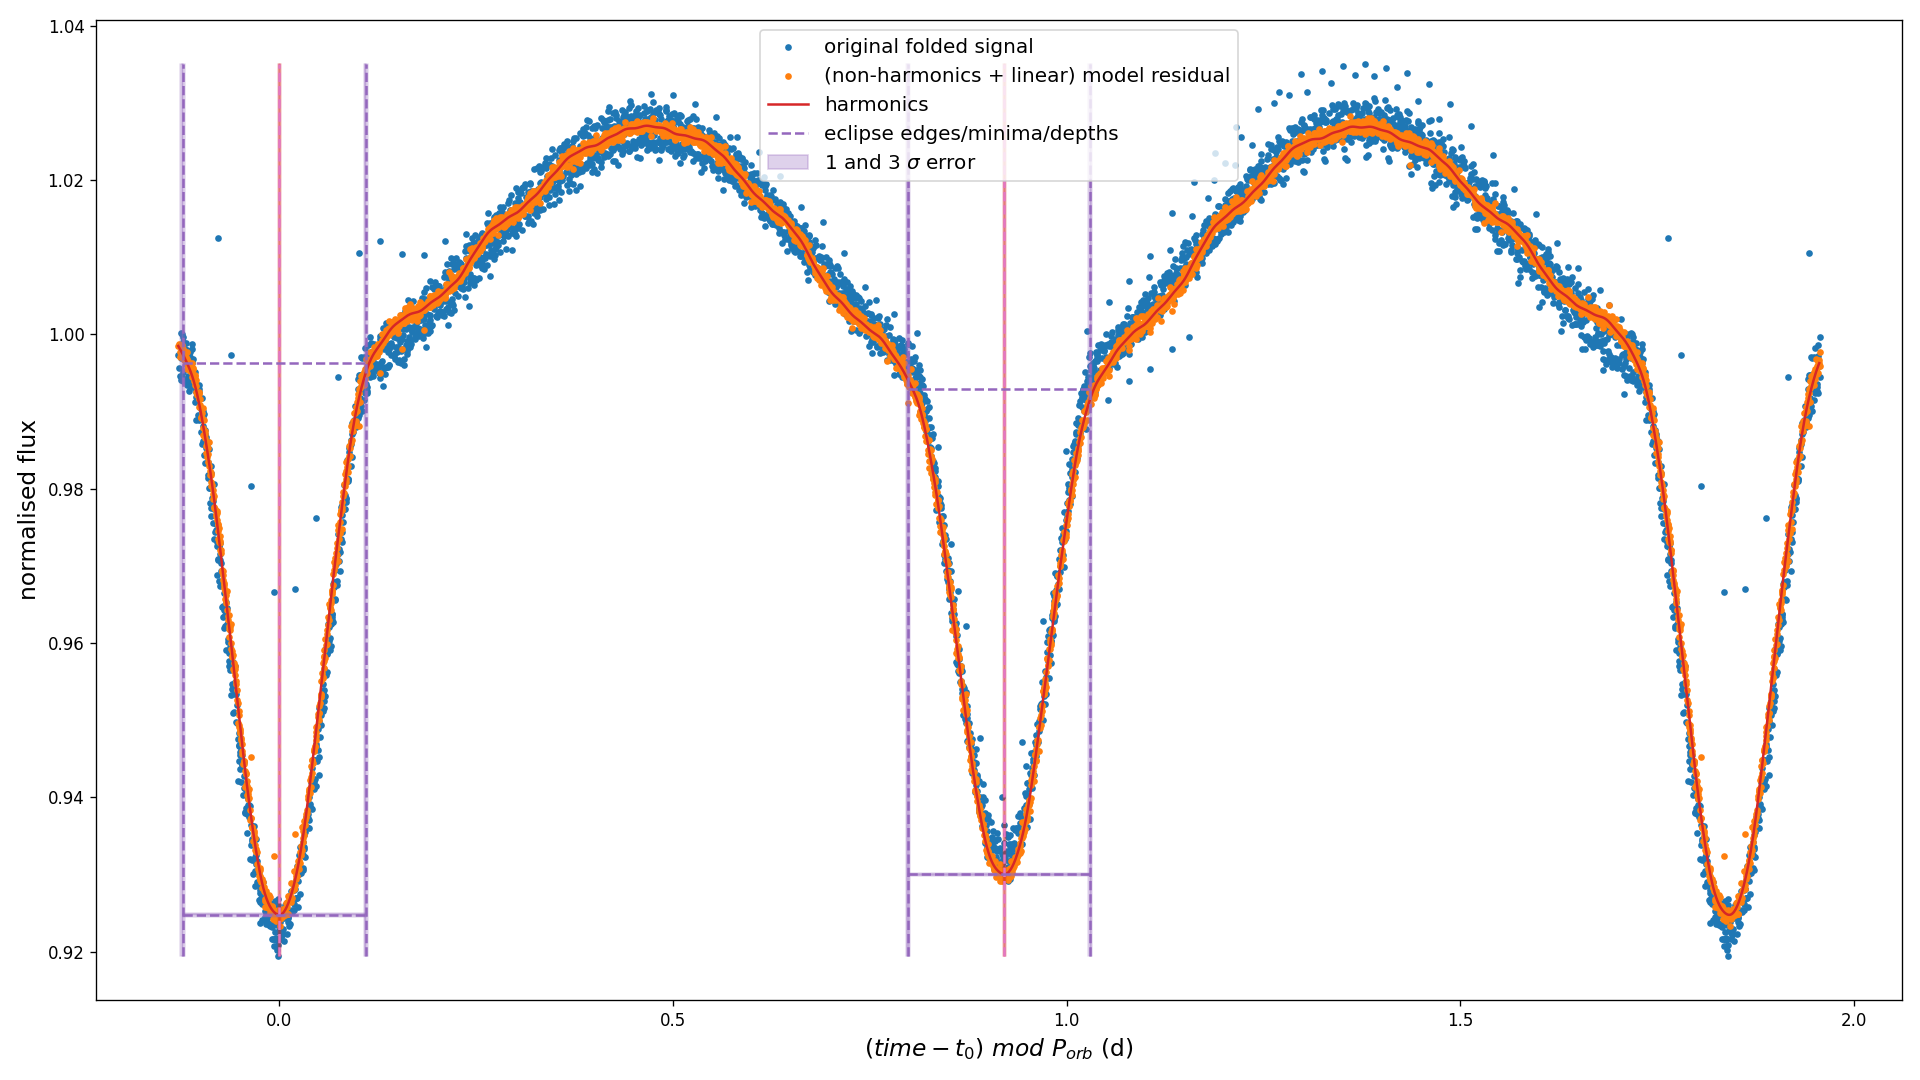 1.04
1.02
1.00
0.98
0.96
0.94
0.92
normalised flux
original folded signal
(non-harmonics + linear) model residual
harmonics
eclipse edges/minima/depths
1 and 3 σ error
0.0 0.5 1.0 1.5 2.0
(time − t₀) mod P_orb (d)